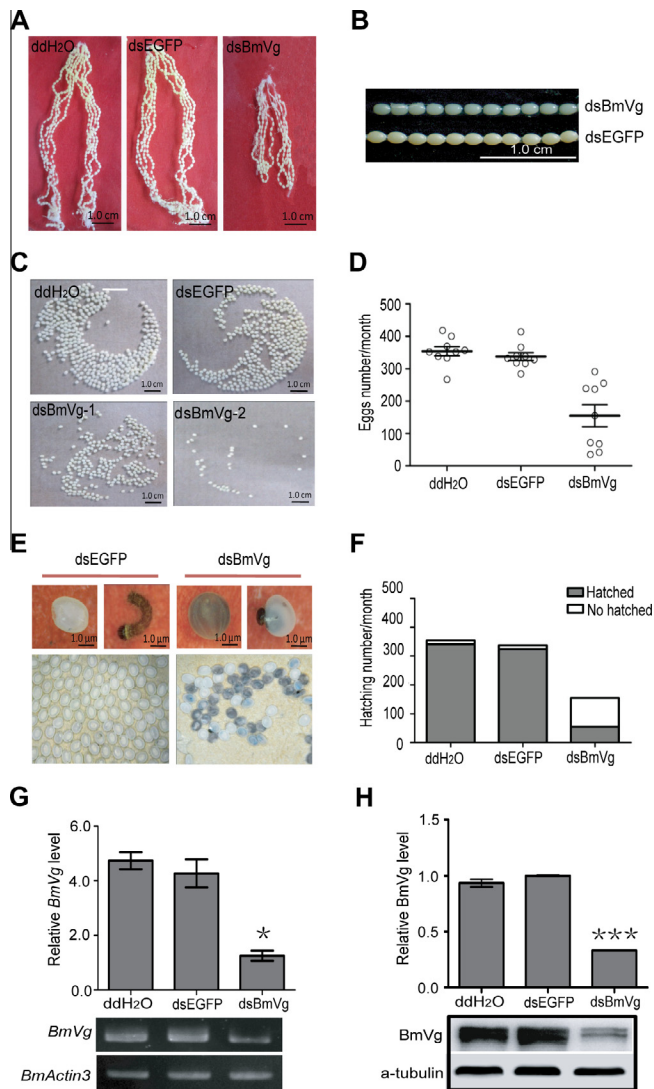 A
ddH2O
dsEGFP
dsBmVg
1.0 cm
1.0 cm
1.0 cm
B
dsBmVg
dsEGFP
1.0 cm
C
ddH2O
dsEGFP
1.0 cm
1.0 cm
dsBmVg-1
dsBmVg-2
1.0 cm
1.0 cm
D
Eggs number/month
500
400
300
200
100
0
ddH2O
dsEGFP
dsBmVg
E
dsEGFP
dsBmVg
1.0 µm
1.0 µm
1.0 µm
1.0 µm
F
Hatched
No hatched
Hatching number/month
500
400
300
200
100
0
ddH2O
dsEGFP
dsBmVg
G
Relative BmVg level
6.0
4.0
2.0
0.0
*
ddH2O
dsEGFP
dsBmVg
BmVg
BmActin3
H
Relative BmVg level
1.5
1.0
0.5
0
***
ddH2O
dsEGFP
dsBmVg
BmVg
a-tubulin